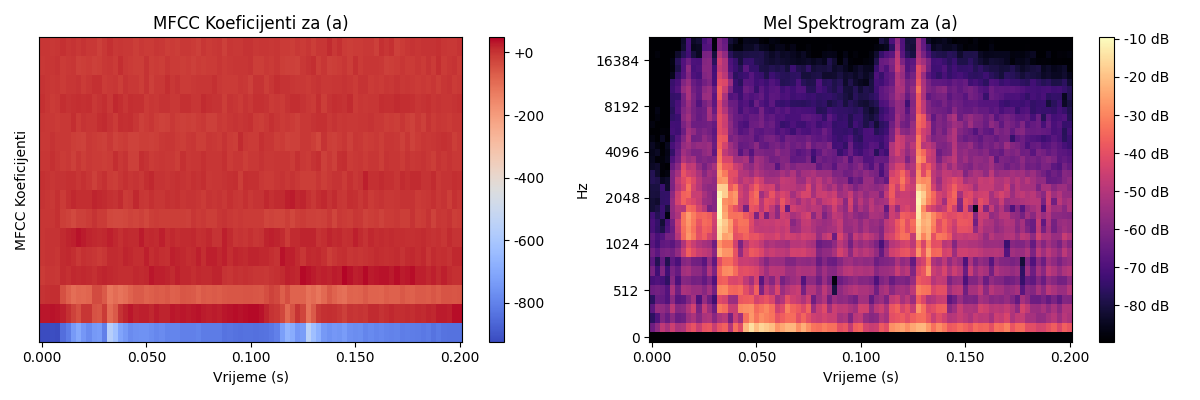 MFCC Koeficijenti za (a)
MFCC Koeficijenti
+0
-200
-400
-600
-800
0.000 0.050 0.100 0.150 0.200
Vrijeme (s)
Mel Spektrogram za (a)
Hz
16384
8192
4096
2048
1024
512
0
-10 dB
-20 dB
-30 dB
-40 dB
-50 dB
-60 dB
-70 dB
-80 dB
0.000 0.050 0.100 0.150 0.200
Vrijeme (s)